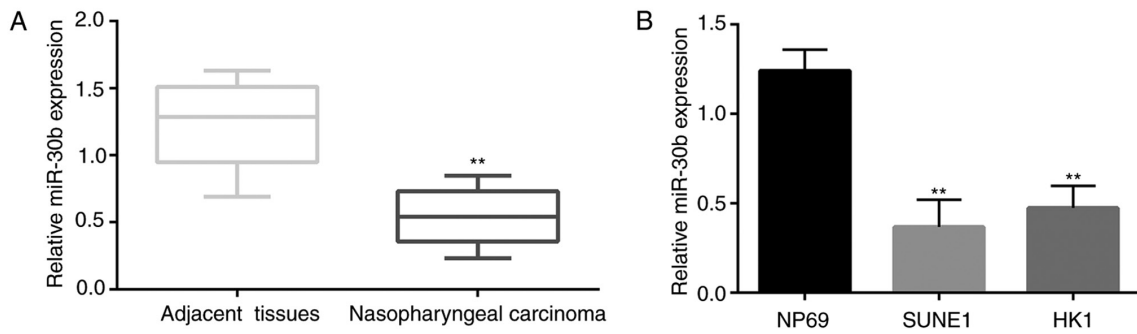 A
Relative miR-30b expression
2.0
1.5
1.0
0.5
0.0
**
Adjacent tissues
Nasopharyngeal carcinoma
B
Relative miR-30b expression
1.5
1.0
0.5
0.0
**
**
NP69
SUNE1
HK1